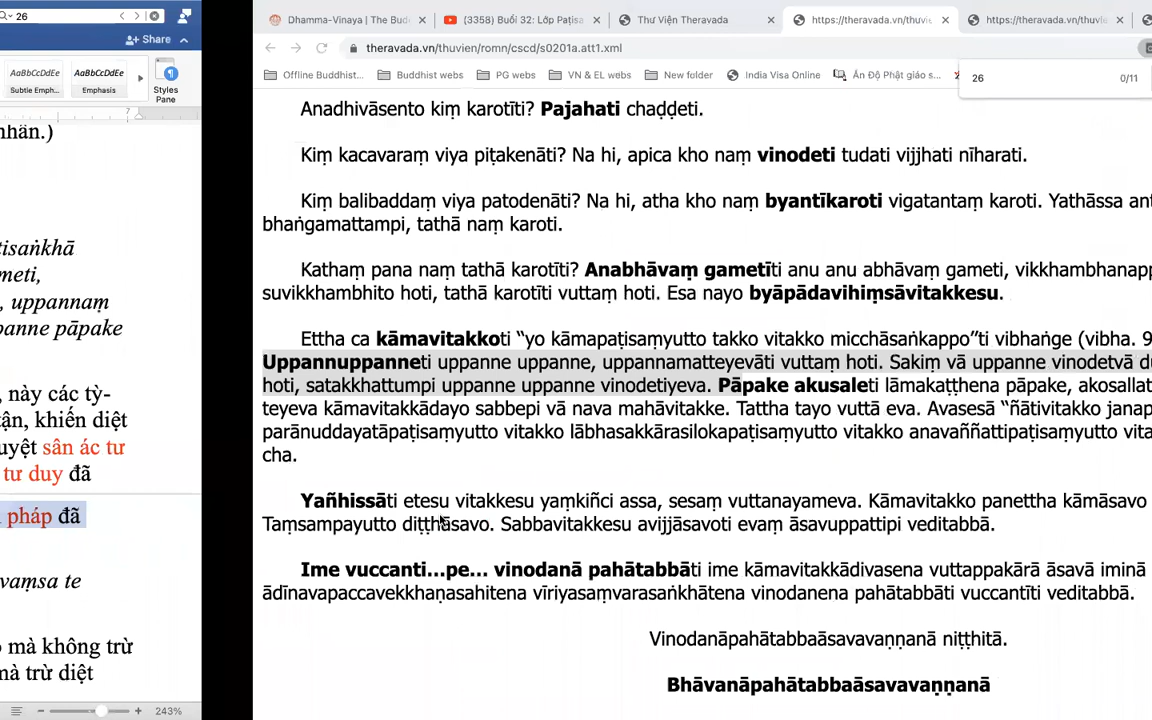 26
Share
AaBbCcDdEe AaBbCcDdEe
Subtle Emph... Emphasis
Styles
Pane
7
nhân.)
tisaṅkhā
meti,
, uppannaṃ
panne pāpake
, này các tỳ-
tận, khiến diệt
uyệt sân ác tư
tư duy đã
pháp đã
vaṃsa te
mà không trừ
mà trừ diệt
243%
Dhamma-Vinaya | The Bud
(3358) Buổi 32: Lớp Paṭisa
Thư Viện Theravada
https://theravada.vn/thuvien/
https://theravada.vn/thuvien/
theravada.vn/thuvien/romn/cscd/s0201a.att1.xml
Offline Buddhist... Buddhist webs PG webs VN & EL webs New folder India Visa Online Ấn Độ Phật giáo s...
26 0/11
Anadhivāsento kiṃ karotīti? Pajahati chaḍḍeti.
Kiṃ kacavaraṃ viya piṭakenāti? Na hi, apica kho naṃ vinodeti tudati vijjhati nīharati.
Kiṃ balibaddaṃ viya patodenāti? Na hi, atha kho naṃ byantīkaroti vigatantaṃ karoti. Yathāssa ant
bhaṅgamattampi, tathā naṃ karoti.
Kathaṃ pana naṃ tathā karotīti? Anabhāvaṃ gametīti anu anu abhāvaṃ gameti, vikkhambhanapp
suvikkhambhito hoti, tathā karotīti vuttaṃ hoti. Esa nayo byāpādavihiṃsāvitakkesu.
Ettha ca kāmavitakkoti “yo kāmapaṭisaṃyutto takko vitakko micchāsaṅkappo”ti vibhaṅge (vibha. 9
Uppannuppanneti uppanne uppanne, uppannamatteyevāti vuttaṃ hoti. Sakiṃ vā uppanne vinodetvā du
hoti, satakkhattumpi uppanne uppanne vinodetiyeva. Pāpake akusaleti lāmakaṭṭhena pāpake, akosallat
teyeva kāmavitakkādayo sabbepi vā nava mahāvitakke. Tattha tayo vuttā eva. Avasesā “ñātivitakko janap
parānuddayatāpaṭisaṃyutto vitakko lābhasakkārasilokapaṭisaṃyutto vitakko anavaññattipaṭisaṃyutto vita
cha.
Yañhissāti etesu vitakkesu yaṃkiñci assa, sesaṃ vuttanayameva. Kāmavitakko panettha kāmāsavo
Taṃsampayutto diṭṭhāsavo. Sabbavitakkesu avijjāsavoti evaṃ āsavuppattipi veditabbā.
Ime vuccanti…pe… vinodanā pahātabbāti ime kāmavitakkādivasena vuttappakārā āsavā iminā
ādīnavapaccavekkhaṇasahitena vīriyasaṃvarasaṅkhātena vinodanena pahātabbāti vuccantīti veditabbā.
Vinodanāpahātabbaāsavavaṇṇanā niṭṭhitā.
Bhāvanāpahātabbaāsavavaṇṇanā